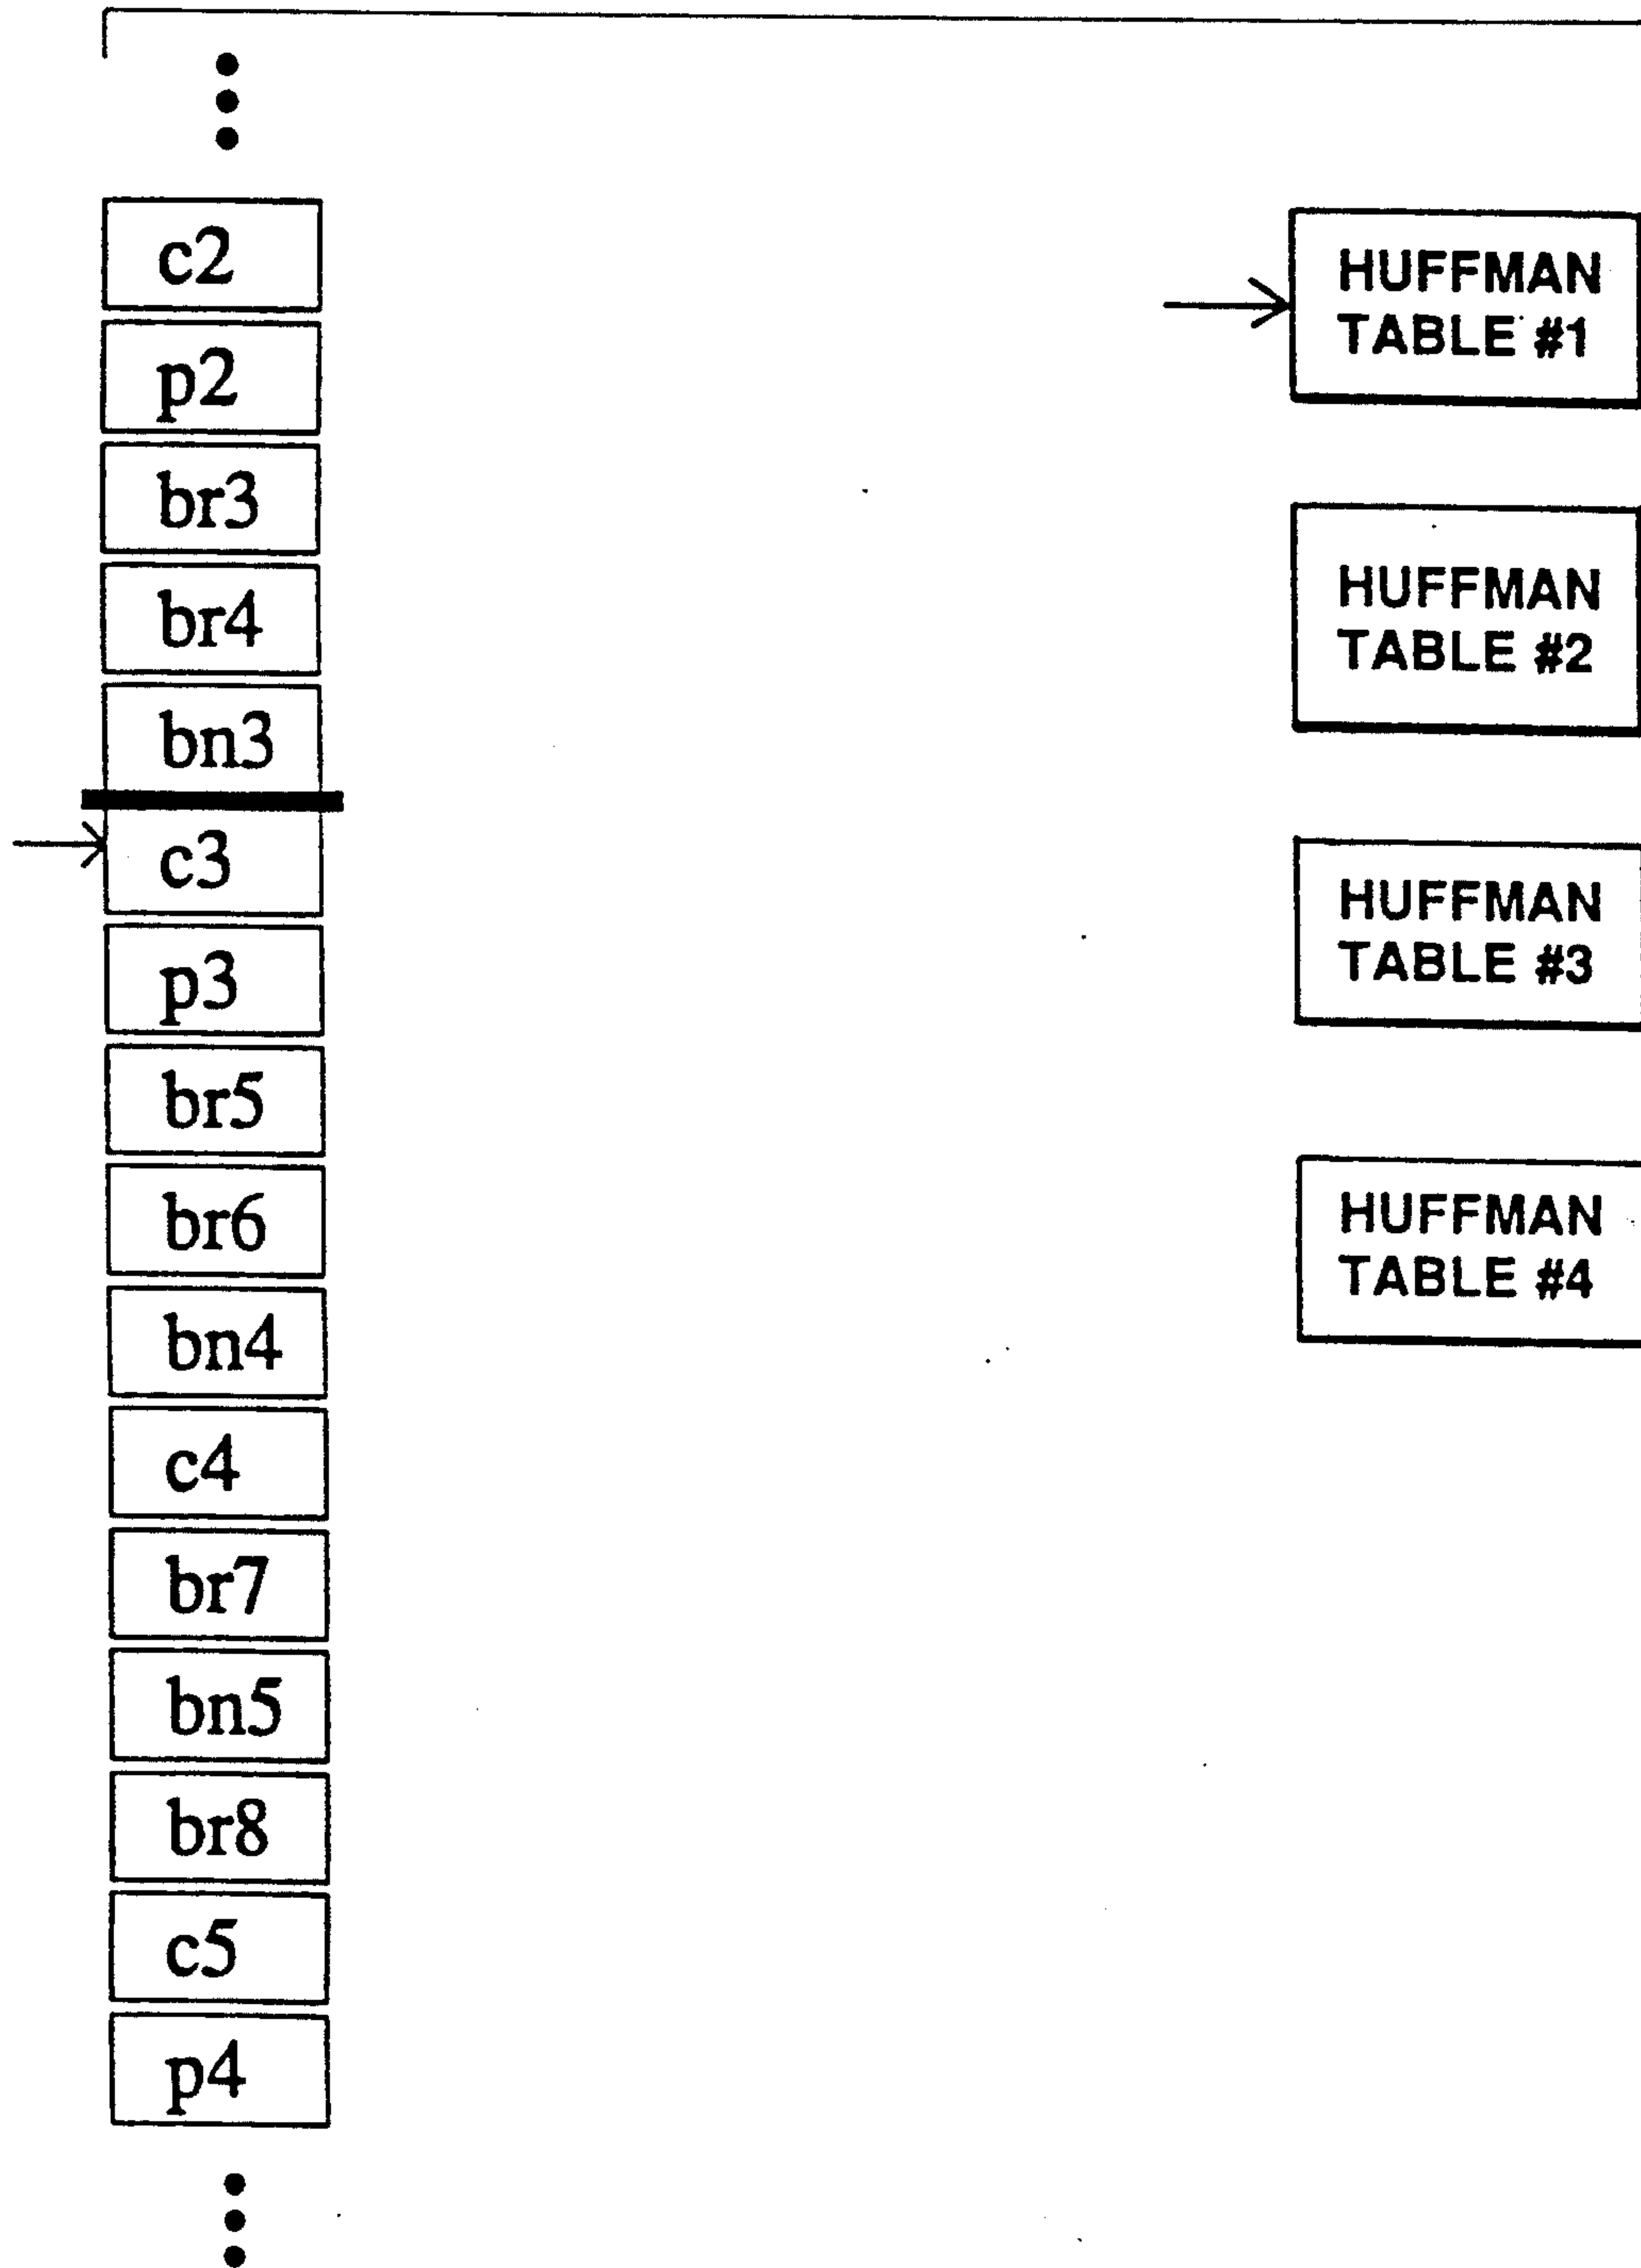 c2
p2
br3
br4
bn3
c3
p3
br5
br6
bn4
c4
br7
bn5
br8
c5
p4
HUFFMAN
TABLE #1
HUFFMAN
TABLE #2
HUFFMAN
TABLE #3
HUFFMAN
TABLE #4